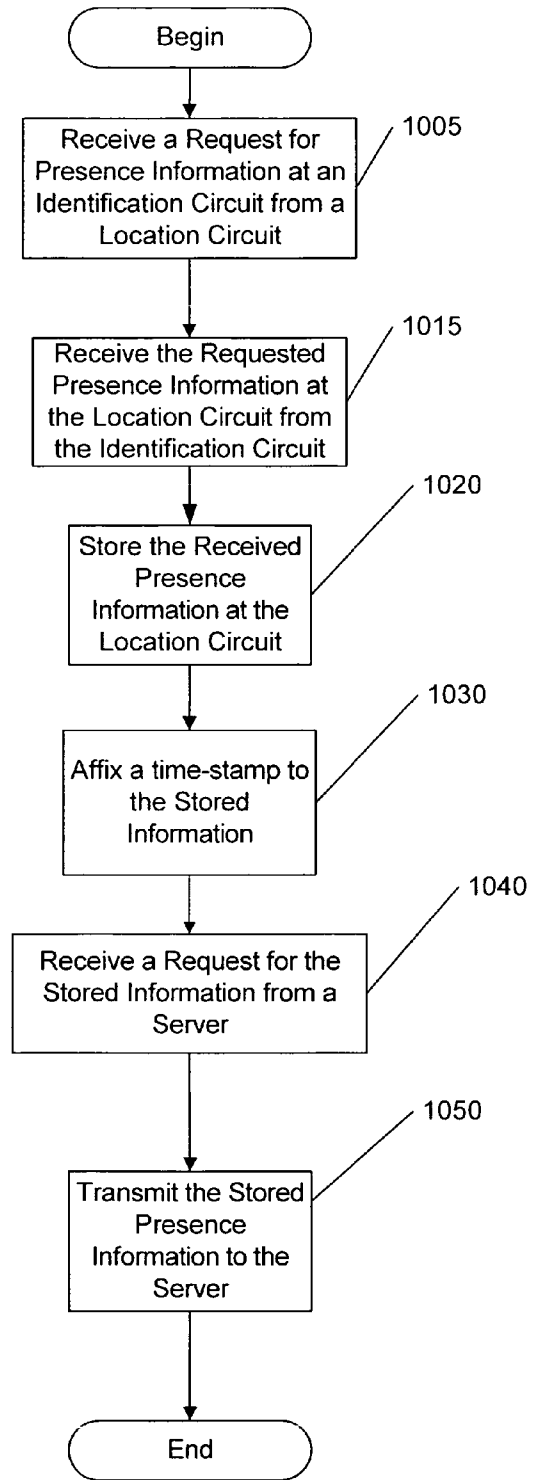 Begin
Receive a Request for
Presence Information at an
Identification Circuit from a
Location Circuit
1005
Receive the Requested
Presence Information at
the Location Circuit from
the Identification Circuit
1015
Store the Received
Presence
Information at the
Location Circuit
1020
Affix a time-stamp to
the Stored
Information
1030
Receive a Request for the
Stored Information from a
Server
1040
Transmit the Stored
Presence
Information to the
Server
1050
End